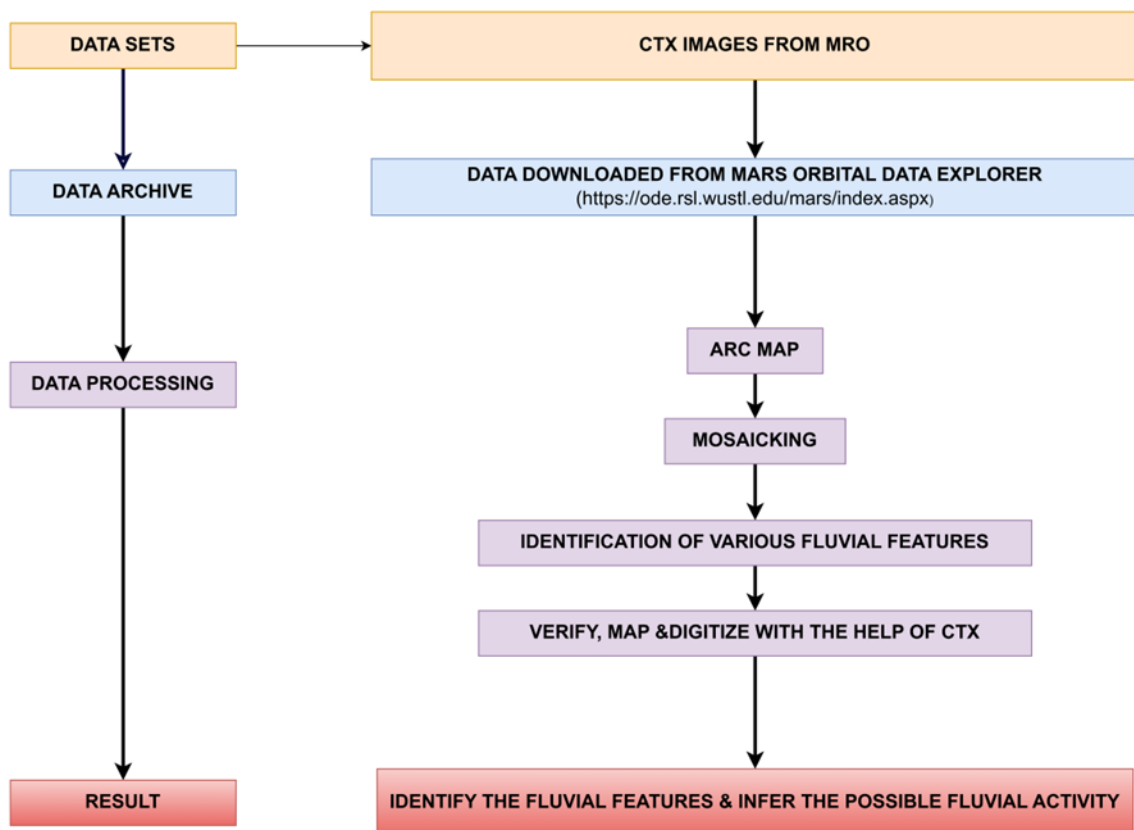 DATA SETS
CTX IMAGES FROM MRO
DATA ARCHIVE
DATA DOWNLOADED FROM MARS ORBITAL DATA EXPLORER
(https://ode.rsl.wustl.edu/mars/index.aspx)
ARC MAP
DATA PROCESSING
MOSAICKING
IDENTIFICATION OF VARIOUS FLUVIAL FEATURES
VERIFY, MAP &DIGITIZE WITH THE HELP OF CTX
RESULT
IDENTIFY THE FLUVIAL FEATURES & INFER THE POSSIBLE FLUVIAL ACTIVITY